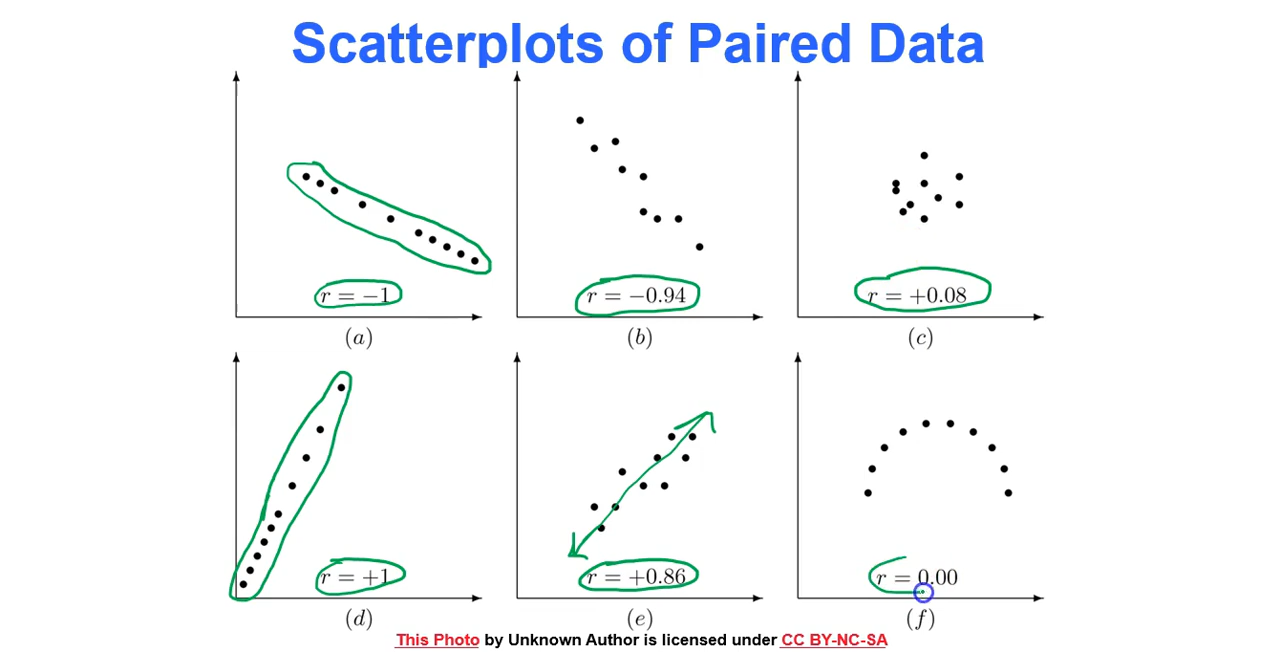 Scatterplots of Paired Data
r = −1
(a)
r = −0.94
(b)
r = +0.08
(c)
r = +1
(d)
r = +0.86
(e)
r = 0.00
(f)
This Photo by Unknown Author is licensed under CC BY-NC-SA